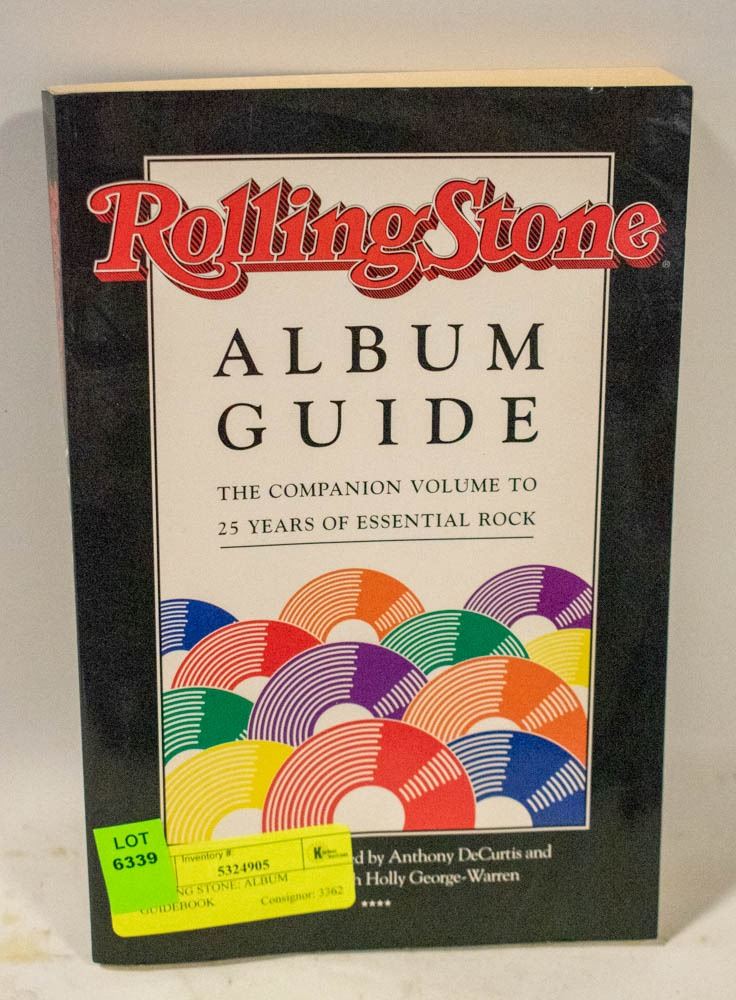 RollingStone®
ALBUM
GUIDE
THE COMPANION VOLUME TO
25 YEARS OF ESSENTIAL ROCK
by Anthony DeCurtis and
Holly George-Warren
****
LOT
6339
Inventory #:
5324905
NG STONE: ALBUM
GUIDEBOOK
Consignor: 3362